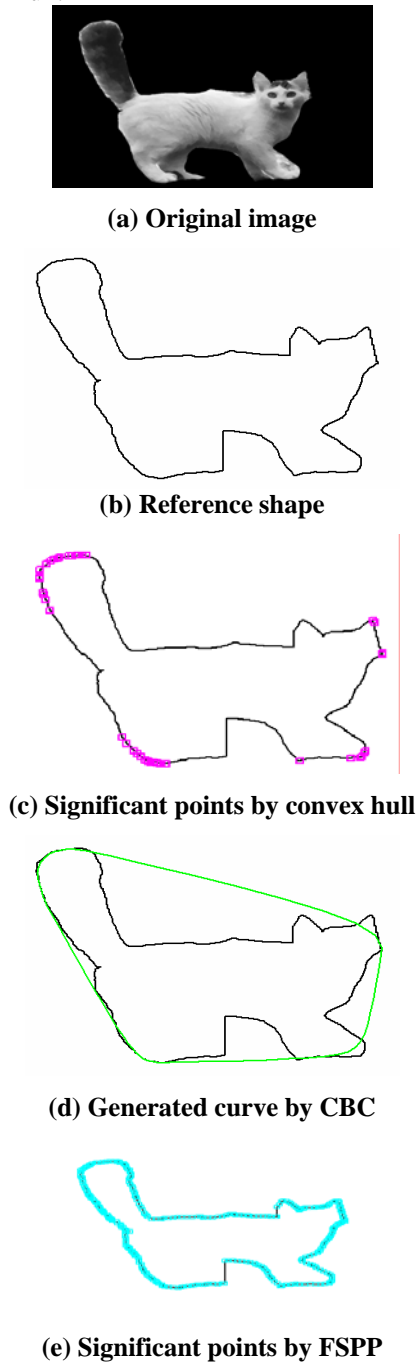 (a) Original image
(b) Reference shape
(c) Significant points by convex hull
(d) Generated curve by CBC
(e) Significant points by FSPP